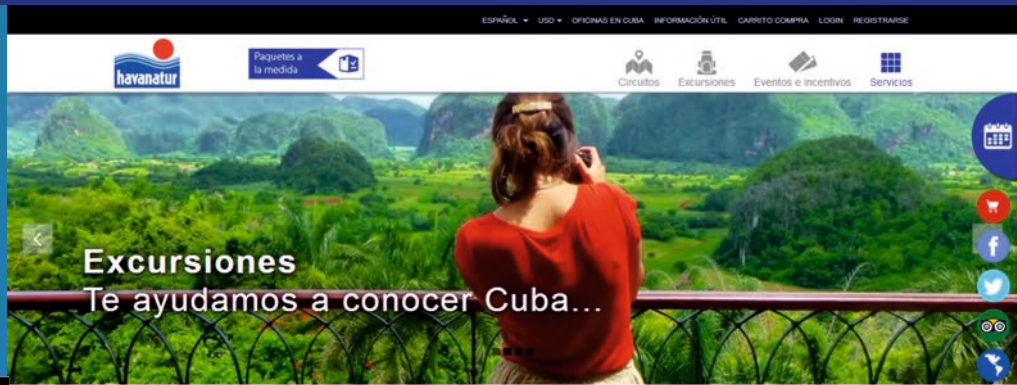 ESPAÑOL USD OFICINAS EN CUBA INFORMACIÓN ÚTIL CARRITO COMPRA LOGIN REGISTRARSE
havanatur
Paquetes a
la medida
Circuitos Excursiones Eventos e incentivos Servicios
Excursiones
Te ayudamos a conocer Cuba...